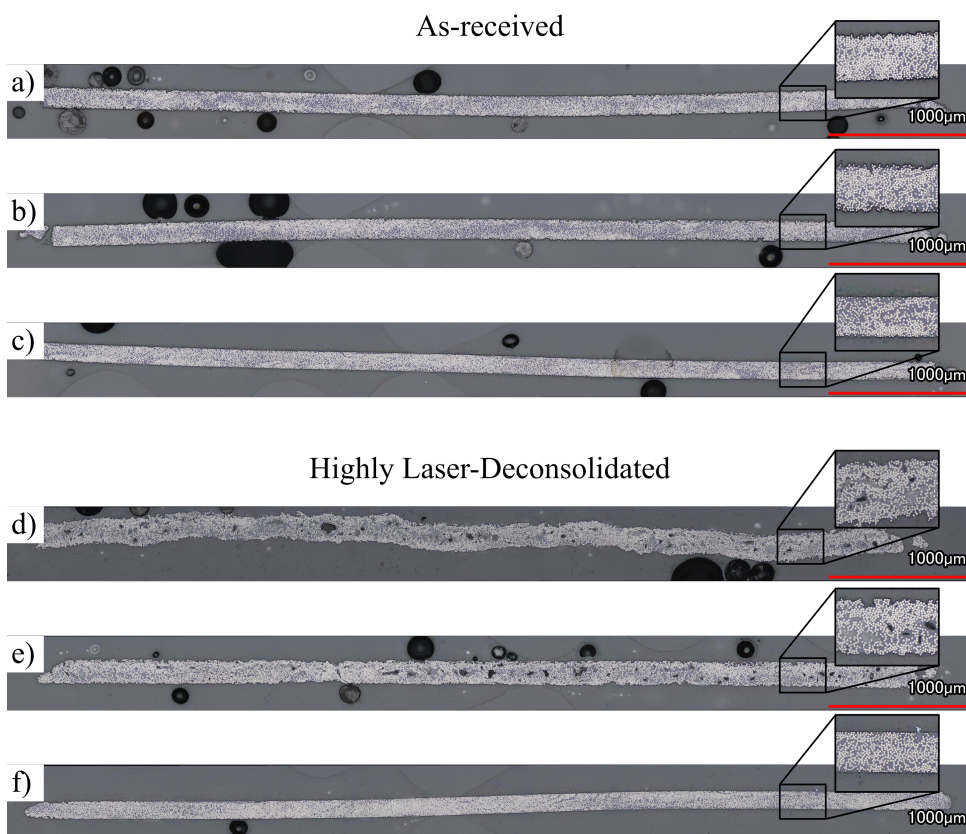 As-received
a)
1000μm
b)
1000μm
c)
1000μm
Highly Laser-Deconsolidated
d)
1000μm
e)
1000μm
f)
1000μm